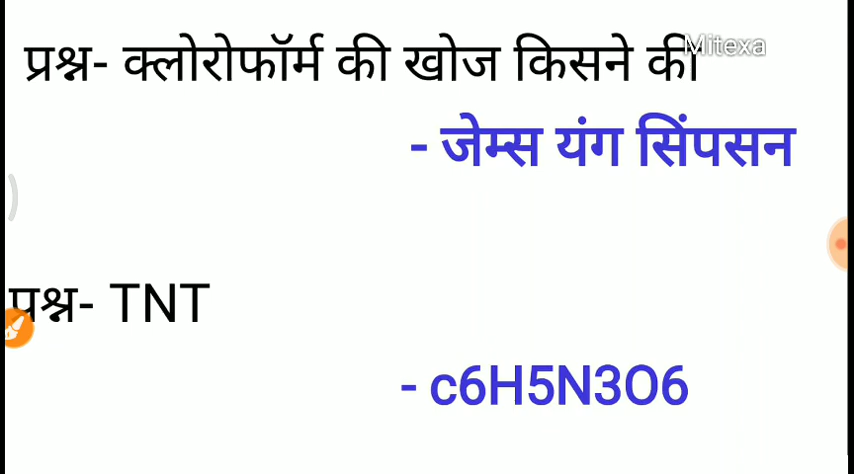 Mitexa
प्रश्न- क्लोरोफॉर्म की खोज किसने की
- जेम्स यंग सिंपसन
प्रश्न- TNT
- c6H5N3O6